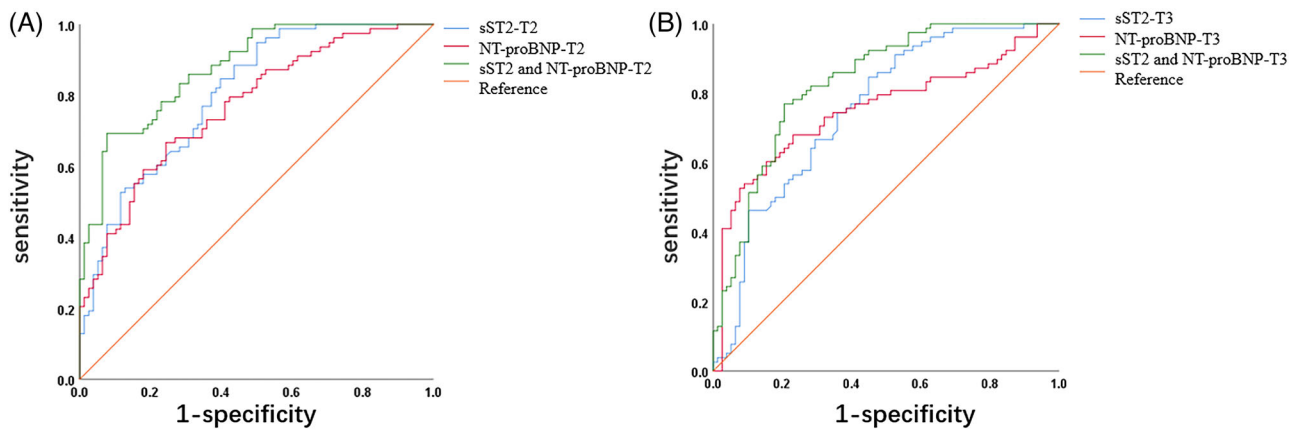 (A)
sensitivity
1.0
0.8
0.6
0.4
0.2
0.0
0.0 0.2 0.4 0.6 0.8 1.0
1-specificity
sST2-T2
NT-proBNP-T2
sST2 and NT-proBNP-T2
Reference
(B)
sensitivity
1.0
0.8
0.6
0.4
0.2
0.0
0.0 0.2 0.4 0.6 0.8 1.0
1-specificity
sST2-T3
NT-proBNP-T3
sST2 and NT-proBNP-T3
Reference